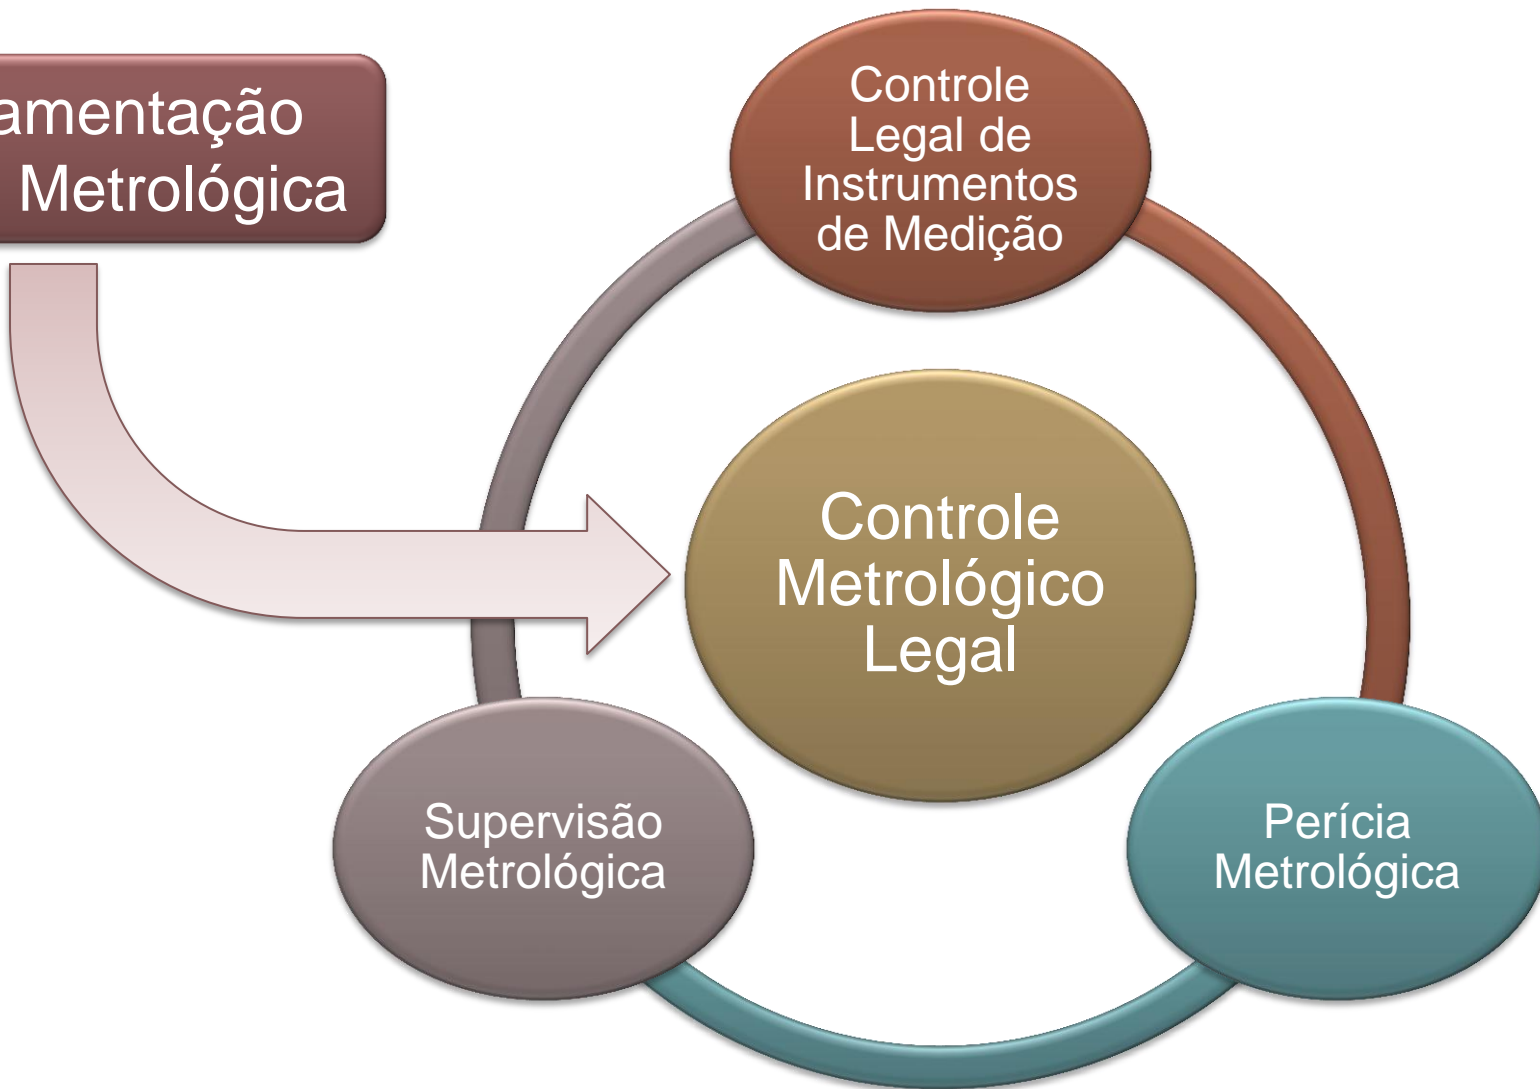 amentação
Metrológica
Controle
Legal de
Instrumentos
de Medição
Controle
Metrológico
Legal
Supervisão
Metrológica
Perícia
Metrológica